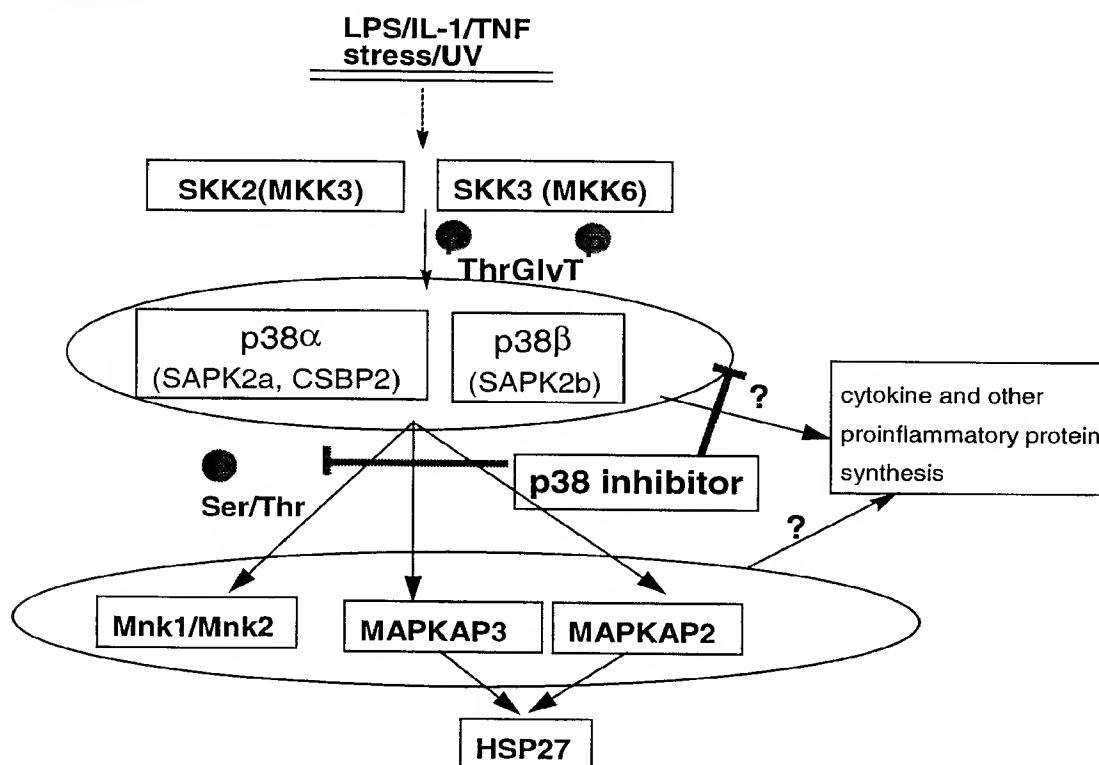 LPS/IL-1/TNF
stress/UV
SKK2(MKK3)
SKK3 (MKK6)
ThrGlyT
p38α
(SAPK2a, CSBP2)
p38β
(SAPK2b)
?
cytokine and other
proinflammatory protein
synthesis
p38 inhibitor
Ser/Thr
?
Mnk1/Mnk2
MAPKAP3
MAPKAP2
HSP27